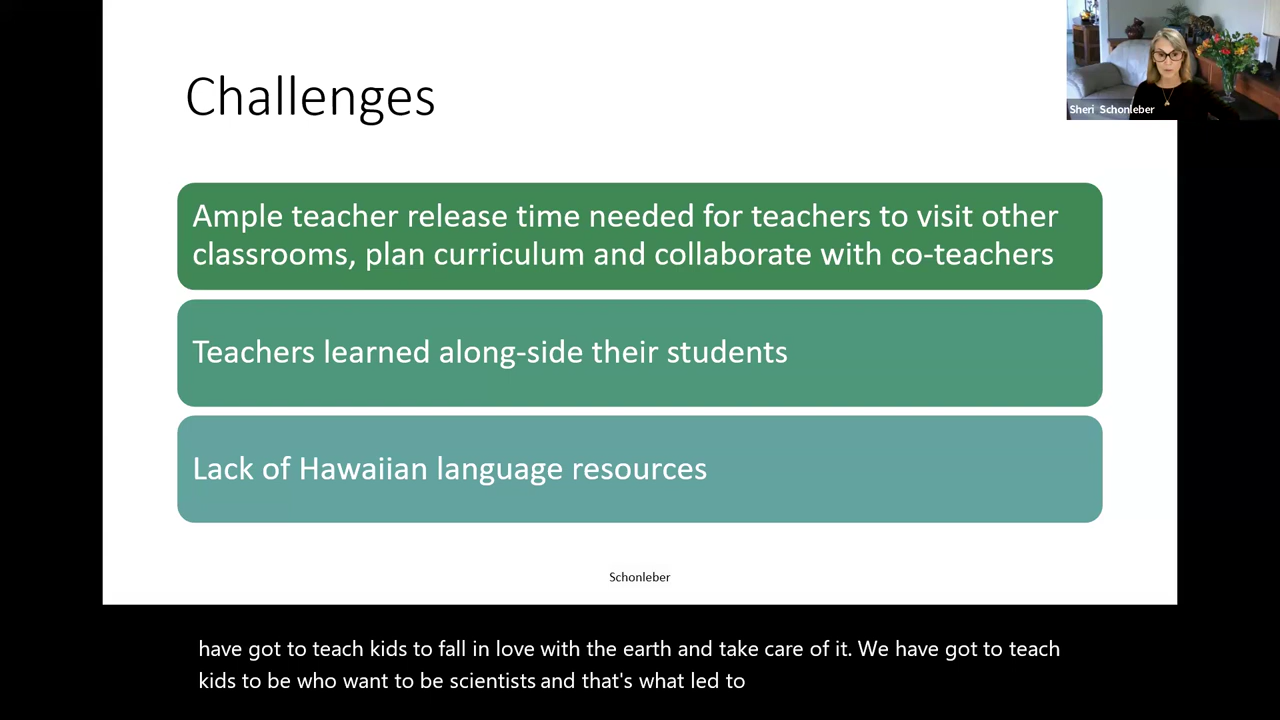 Challenges
Sheri Schonleber
Ample teacher release time needed for teachers to visit other
classrooms, plan curriculum and collaborate with co-teachers
Teachers learned along-side their students
Lack of Hawaiian language resources
Schonleber
have got to teach kids to fall in love with the earth and take care of it. We have got to teach
kids to be who want to be scientists and that's what led to